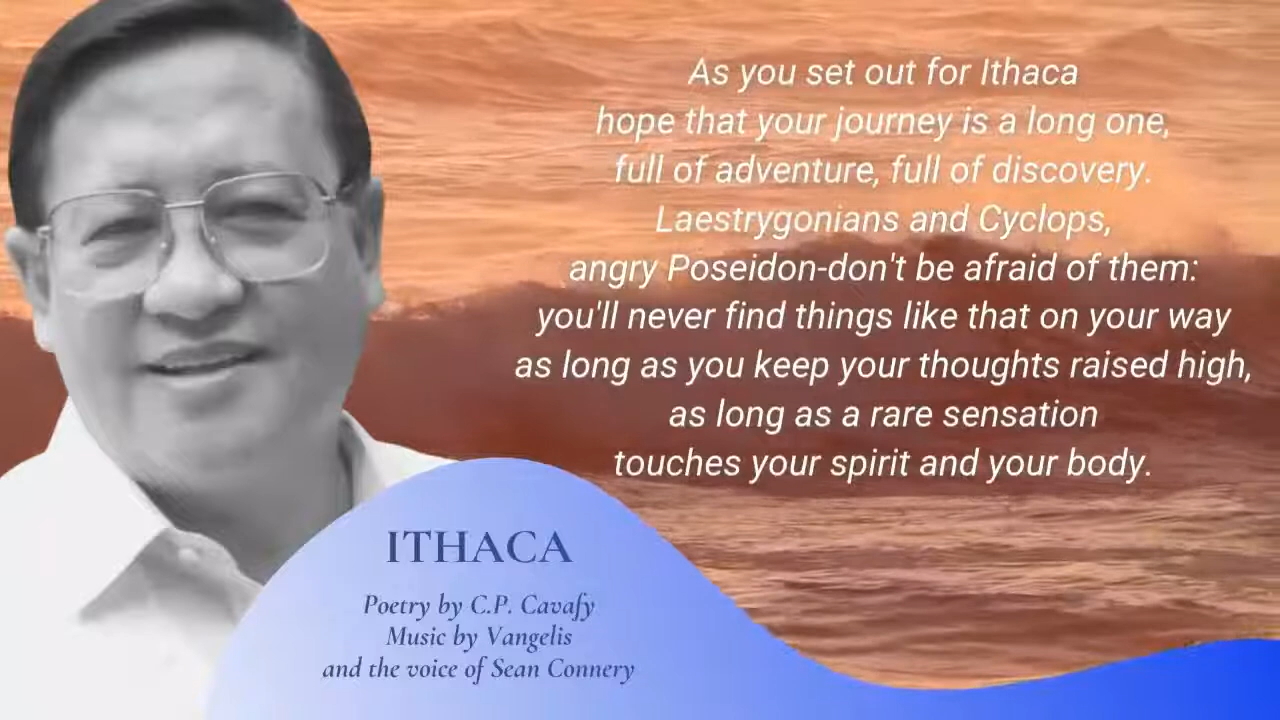 As you set out for Ithaca
hope that your journey is a long one,
full of adventure, full of discovery.
Laestrygonians and Cyclops,
angry Poseidon-don't be afraid of them:
you'll never find things like that on your way
as long as you keep your thoughts raised high,
as long as a rare sensation
touches your spirit and your body.
ITHACA
Poetry by C.P. Cavafy
Music by Vangelis
and the voice of Sean Connery